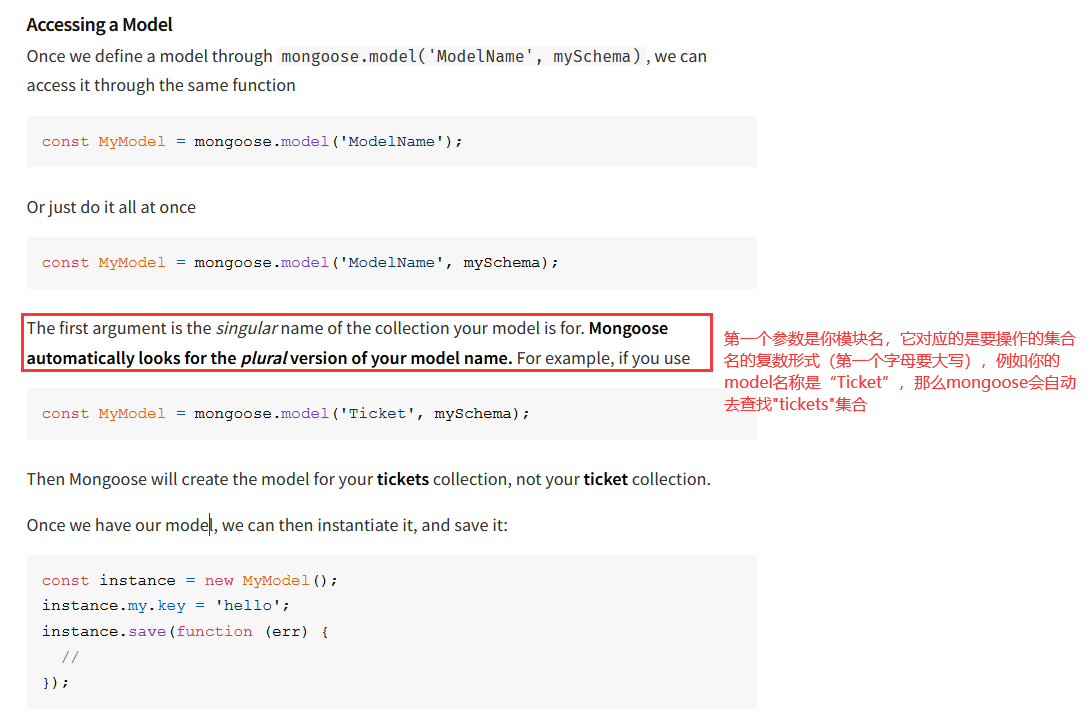 Accessing a Model
Once we define a model through mongoose.model('ModelName', mySchema), we can
access it through the same function
const MyModel = mongoose.model('ModelName');
Or just do it all at once
const MyModel = mongoose.model('ModelName', mySchema);
The first argument is the singular name of the collection your model is for. Mongoose
automatically looks for the plural version of your model name. For example, if you use
第一个参数是你模块名，它对应的是要操作的集合
名的复数形式（第一个字母要大写），例如你的
model名称是“Ticket”，那么mongoose会自动
去查找"tickets"集合
const MyModel = mongoose.model('Ticket', mySchema);
Then Mongoose will create the model for your tickets collection, not your ticket collection.
Once we have our model, we can then instantiate it, and save it:
const instance = new MyModel();
instance.my.key = 'hello';
instance.save(function (err) {
  //
});